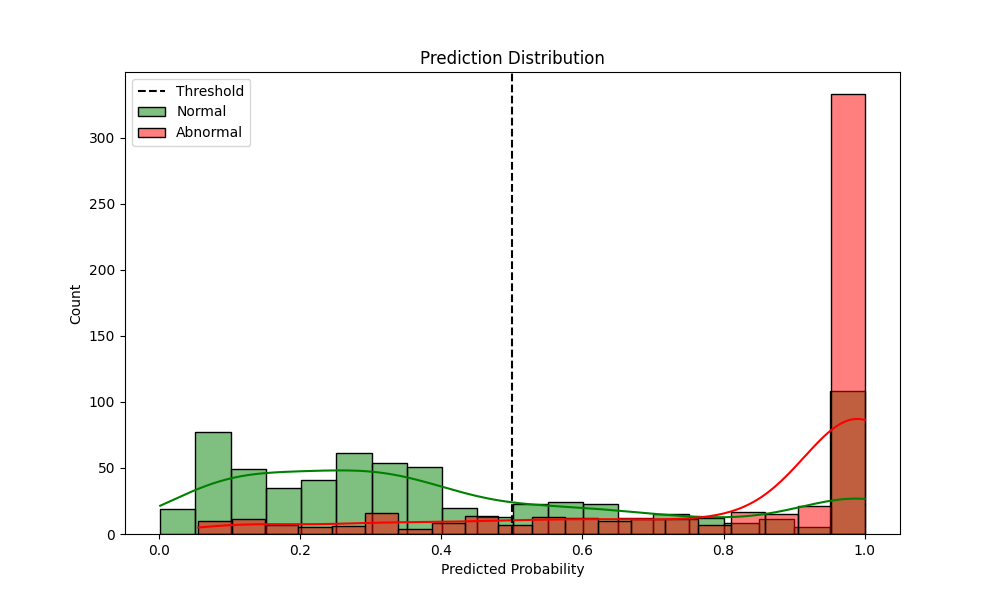 Prediction Distribution
Threshold
Normal
Abnormal
Count
300
250
200
150
100
50
0
0.0 0.2 0.4 0.6 0.8 1.0
Predicted Probability